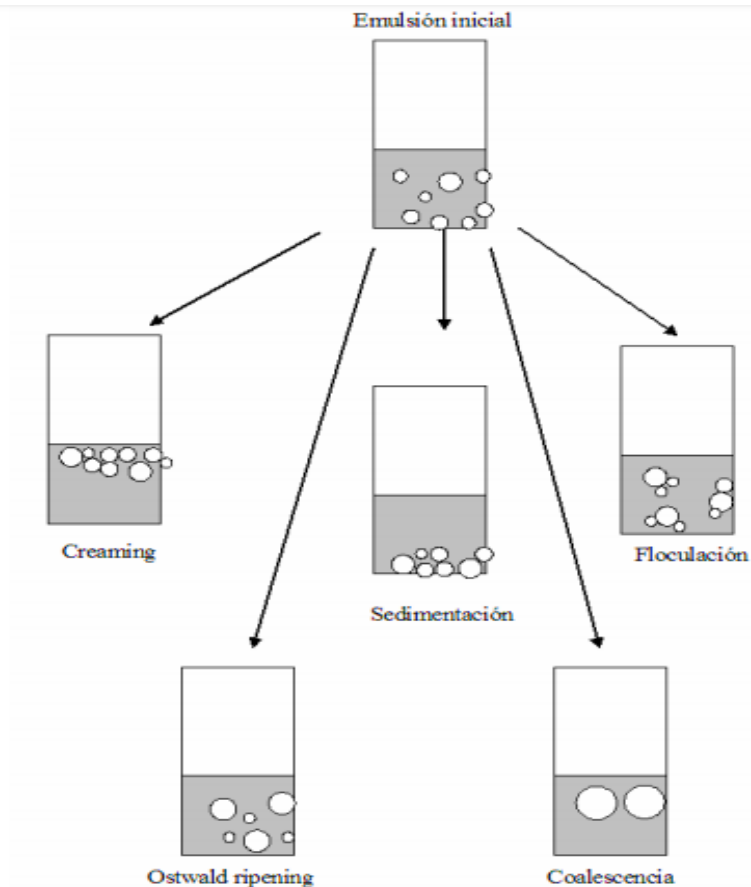 Emulsión inicial
Creaming
Floculación
Sedimentación
Ostwald ripening
Coalescencia